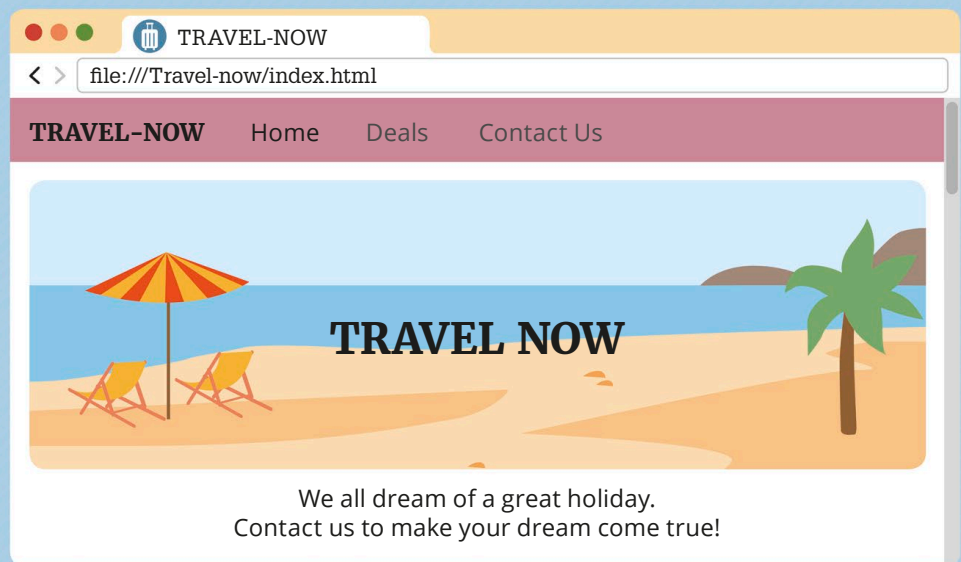 TRAVEL-NOW
file:///Travel-now/index.html
TRAVEL-NOW Home Deals Contact Us
TRAVEL NOW
We all dream of a great holiday.
Contact us to make your dream come true!